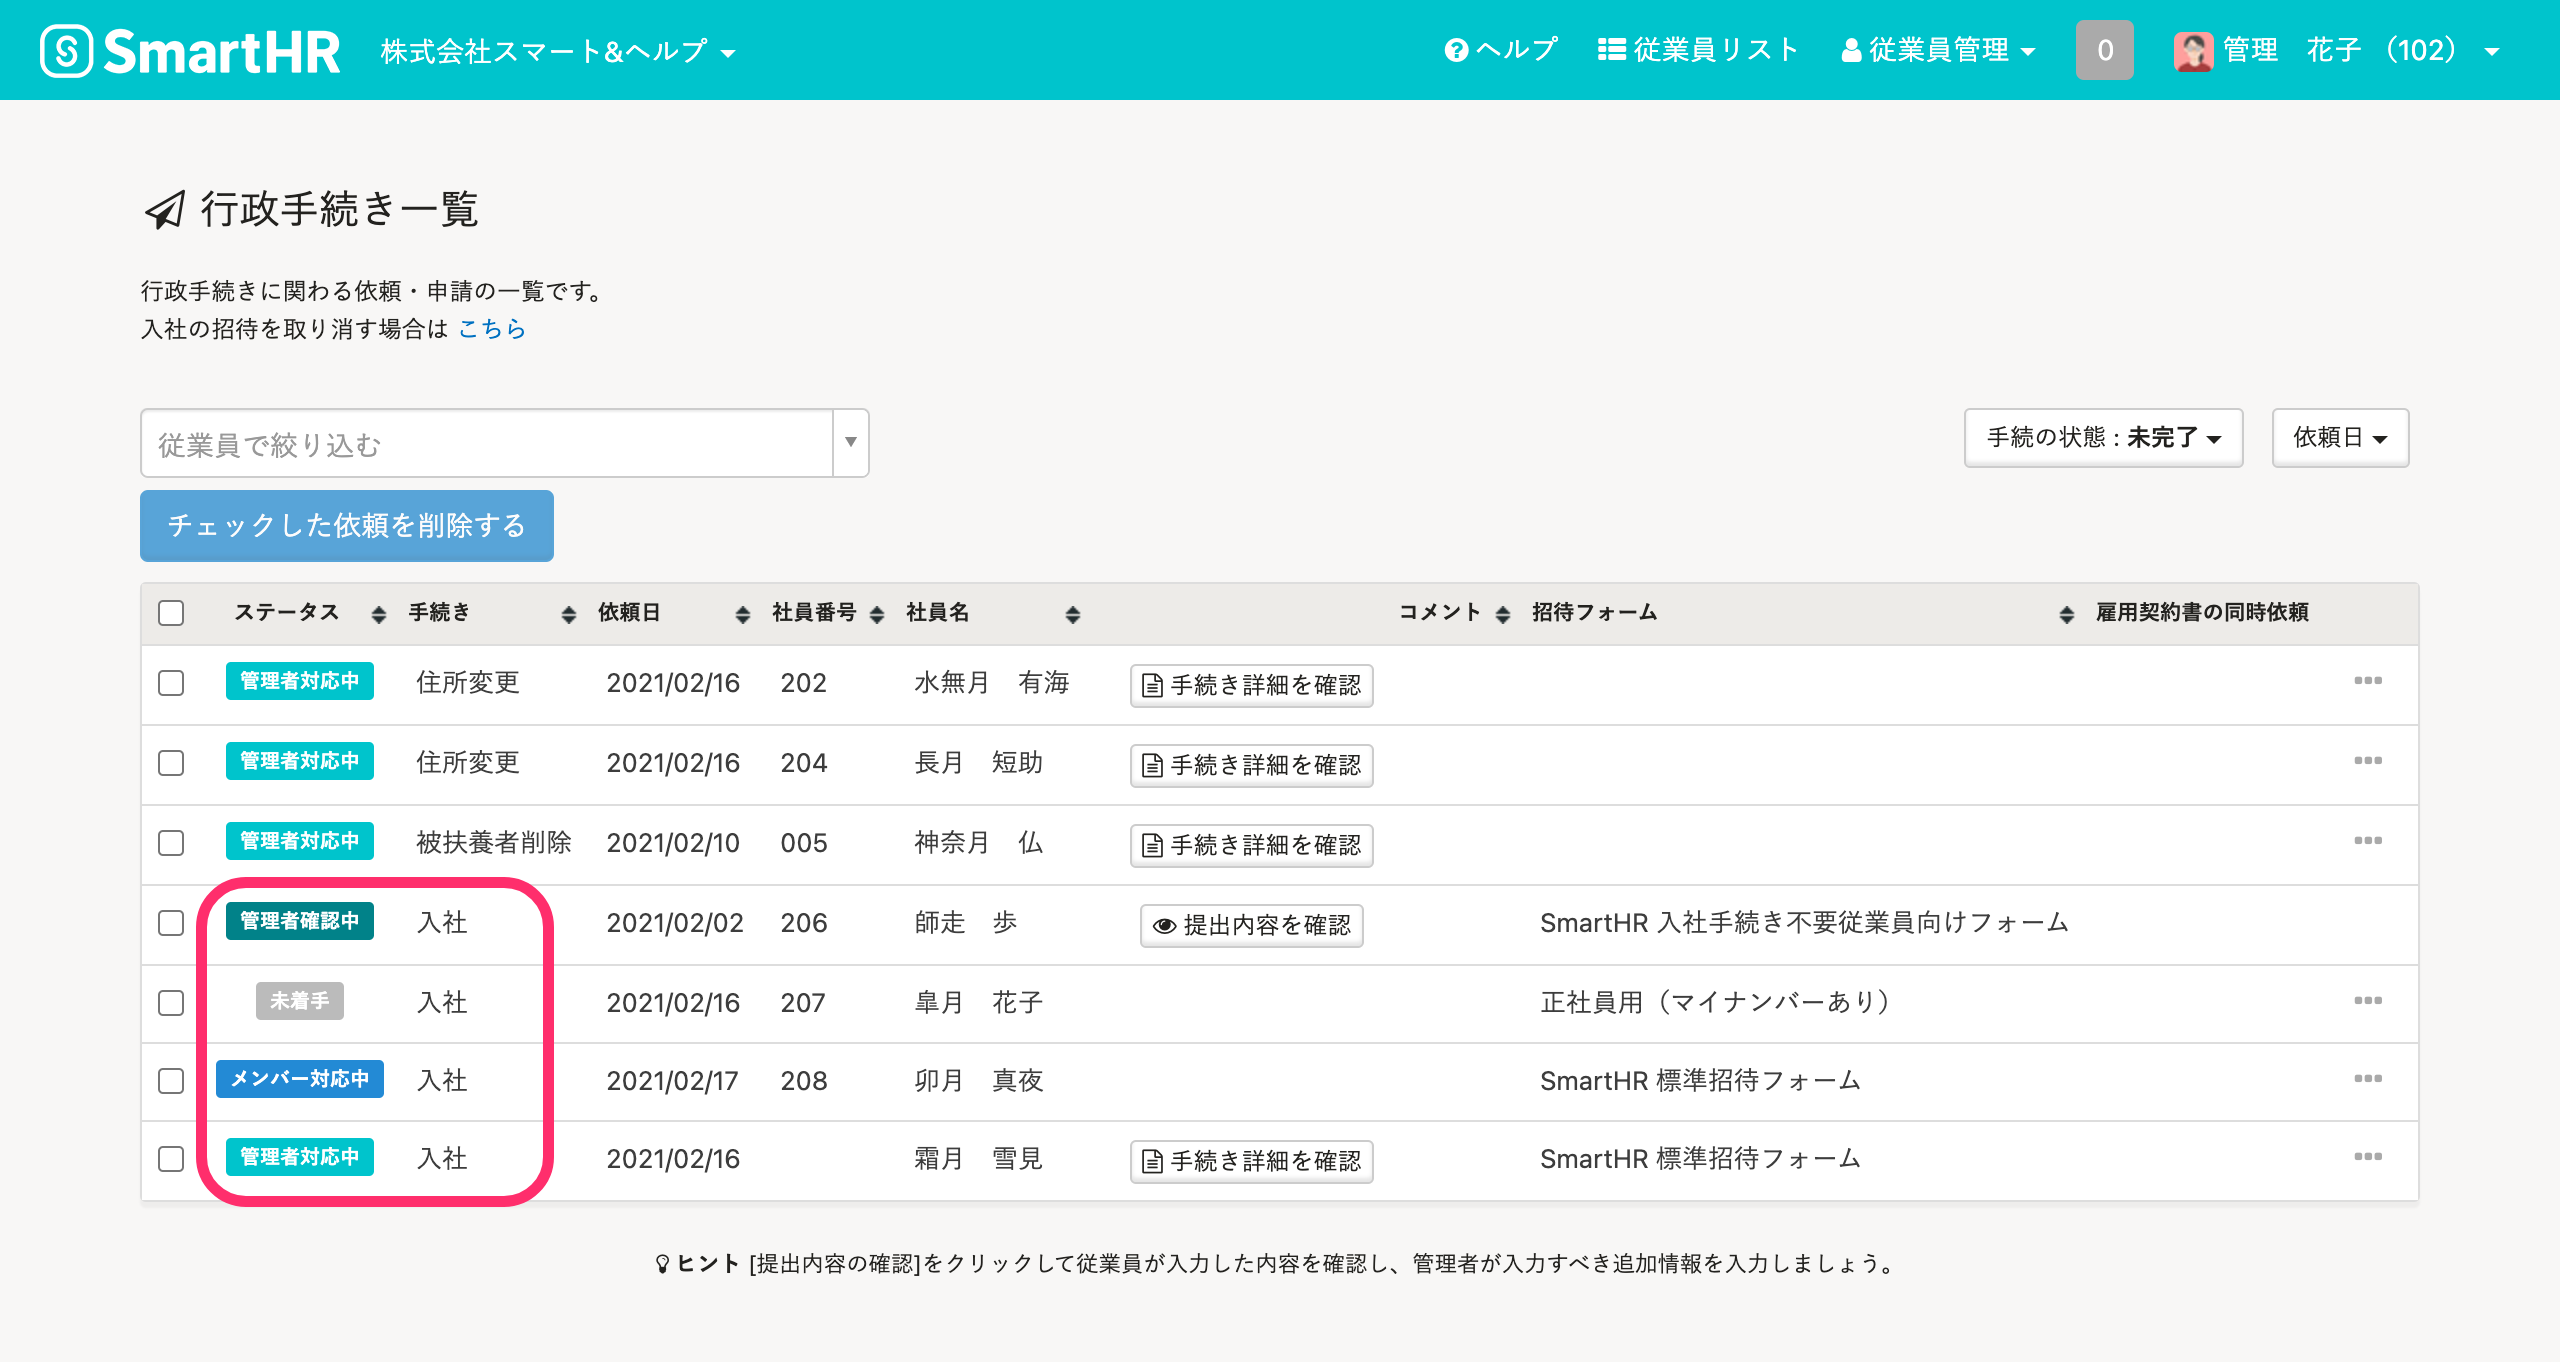 SmartHR 株式会社スマート&ヘルプ ヘルプ 従業員リスト 従業員管理 0 管理 花子 （102）
行政手続き一覧
行政手続きに関わる依頼・申請の一覧です。
入社の招待を取り消す場合は こちら
従業員で絞り込む 手続の状態 : 未完了 依頼日
チェックした依頼を削除する
ステータス 手続き 依頼日 社員番号 社員名 コメント 招待フォーム 雇用契約書の同時依頼
管理者対応中 住所変更 2021/02/16 202 水無月 有海 手続き詳細を確認
管理者対応中 住所変更 2021/02/16 204 長月 短助 手続き詳細を確認
管理者対応中 被扶養者削除 2021/02/10 005 神奈月 仏 手続き詳細を確認
管理者確認中 入社 2021/02/02 206 師走 歩 提出内容を確認 SmartHR 入社手続き不要従業員向けフォーム
未着手 入社 2021/02/16 207 皐月 花子 正社員用（マイナンバーあり）
メンバー対応中 入社 2021/02/17 208 卯月 真夜 SmartHR 標準招待フォーム
管理者対応中 入社 2021/02/16 霜月 雪見 手続き詳細を確認 SmartHR 標準招待フォーム
ヒント [提出内容の確認]をクリックして従業員が入力した内容を確認し、管理者が入力すべき追加情報を入力しましょう。